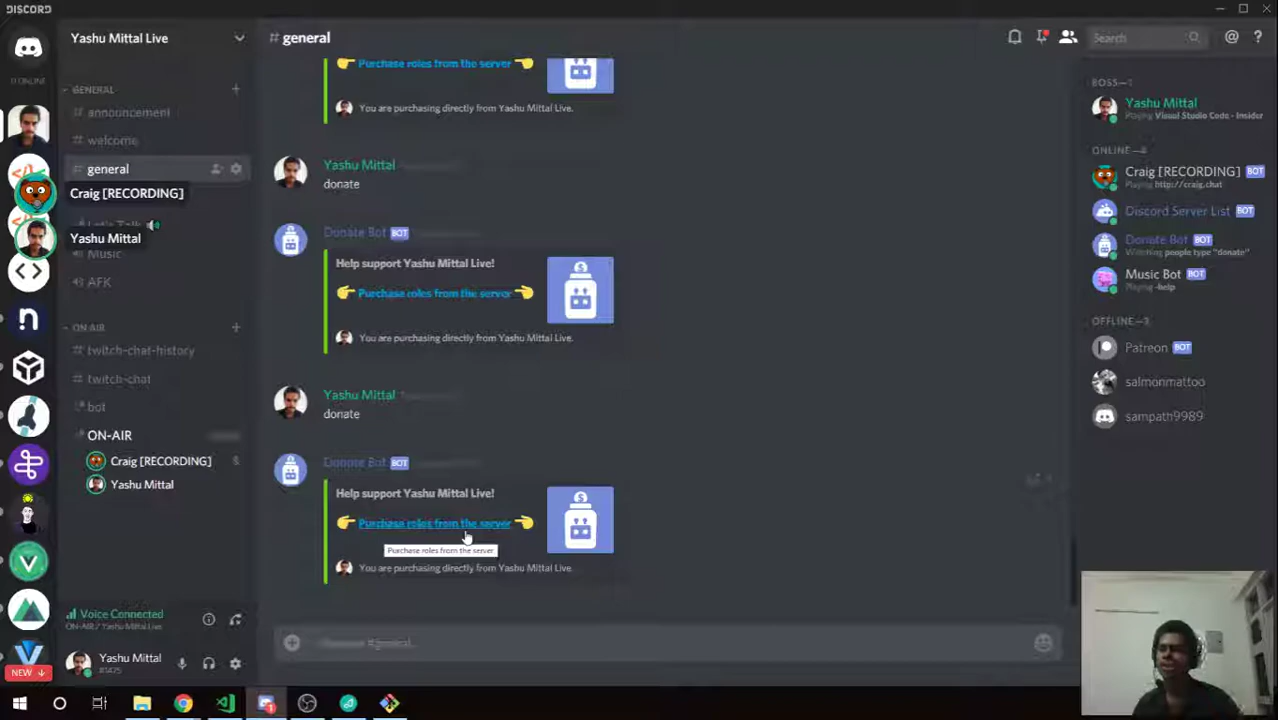 DISCORD
Yashu Mittal Live
# general
Search
GENERAL
# announcement
# welcome
# general
Craig [RECORDING]
Yashu Mittal
Music
AFK
ON AIR
# twitch-chat-history
# twitch-chat
bot
ON-AIR
Craig [RECORDING]
Yashu Mittal
NEW
Voice Connected
ON-AIR / Yashu Mittal Live
Yashu Mittal
Purchase roles from the server
You are purchasing directly from Yashu Mittal Live.
Yashu Mittal
donate
Donate Bot BOT
Help support Yashu Mittal Live!
Purchase roles from the server
You are purchasing directly from Yashu Mittal Live.
Yashu Mittal
donate
Donate Bot BOT
Help support Yashu Mittal Live!
Purchase roles from the server
Purchase roles from the server
You are purchasing directly from Yashu Mittal Live.
#general
BOSS—1
Yashu Mittal
Playing Visual Studio Code - Insider
ONLINE—4
Craig [RECORDING] BOT
Playing http://craig.chat
Discord Server List BOT
Donate Bot BOT
Watching people type "donate"
Music Bot BOT
Playing -help
OFFLINE—3
Patreon BOT
salmonmattoo
sampath9989